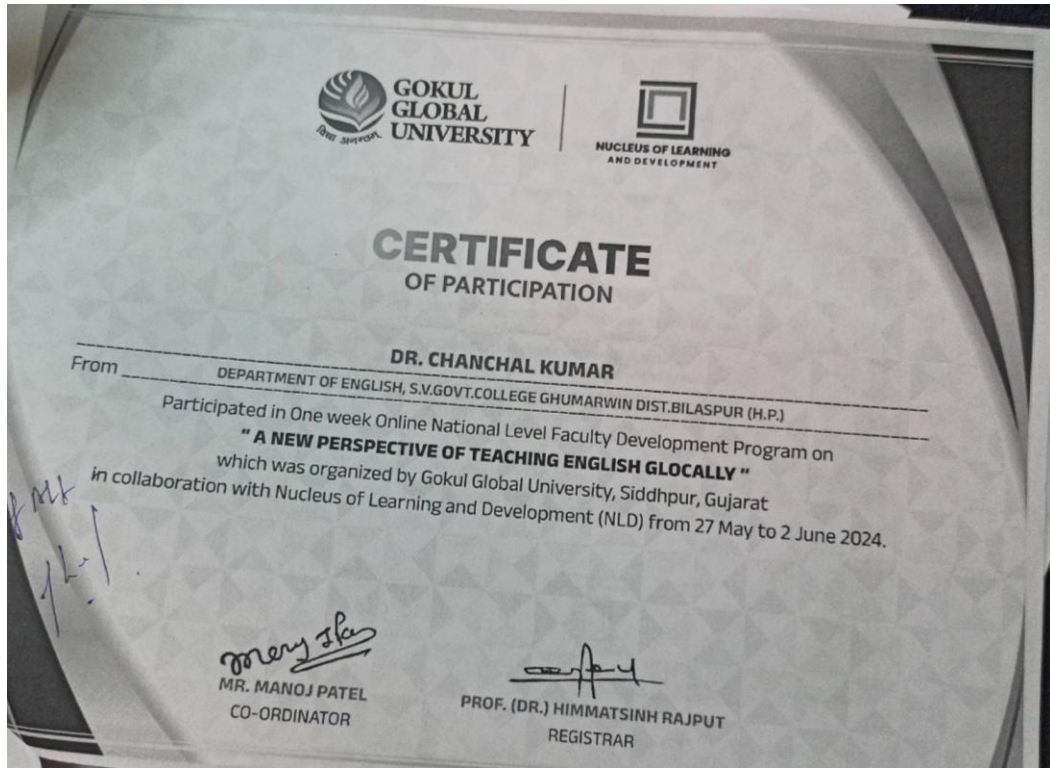 GOKUL
GLOBAL
UNIVERSITY
विद्या अनन्तम्
NUCLEUS OF LEARNING
AND DEVELOPMENT
CERTIFICATE
OF PARTICIPATION
DR. CHANCHAL KUMAR
From DEPARTMENT OF ENGLISH, S.V.GOVT.COLLEGE GHUMARWIN DIST.BILASPUR (H.P.)
Participated in One week Online National Level Faculty Development Program on
" A NEW PERSPECTIVE OF TEACHING ENGLISH GLOCALLY "
which was organized by Gokul Global University, Siddhpur, Gujarat
in collaboration with Nucleus of Learning and Development (NLD) from 27 May to 2 June 2024.
MR. MANOJ PATEL
CO-ORDINATOR
PROF. (DR.) HIMMATSINH RAJPUT
REGISTRAR